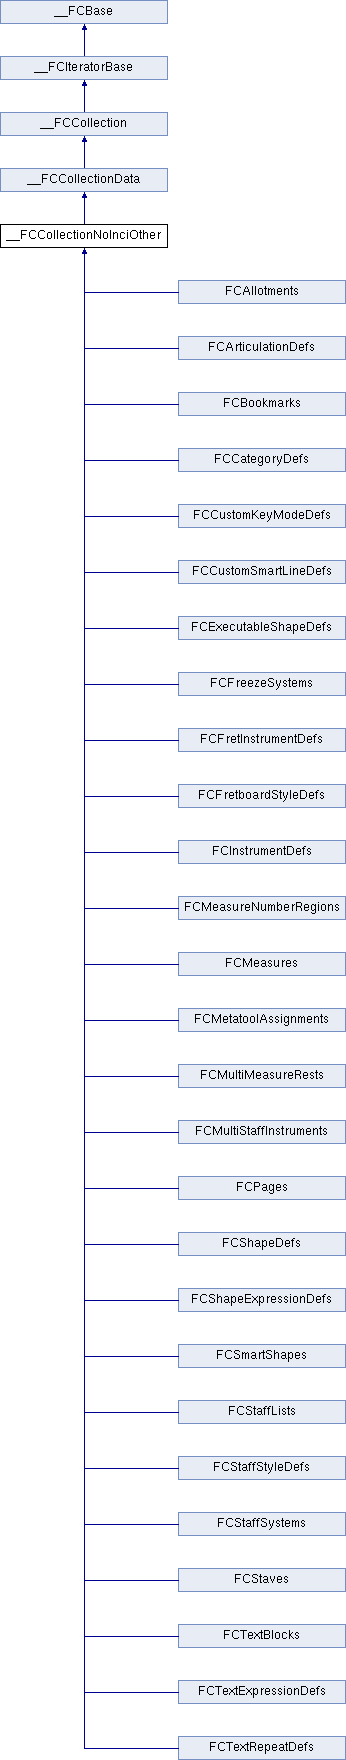 __FCBase
__FCIteratorBase
__FCCollection
__FCCollectionData
__FCCollectionNoInciOther
FCAllotments
FCArticulationDefs
FCBookmarks
FCCategoryDefs
FCCustomKeyModeDefs
FCCustomSmartLineDefs
FCExecutableShapeDefs
FCFreezeSystems
FCFretInstrumentDefs
FCFretboardStyleDefs
FCInstrumentDefs
FCMeasureNumberRegions
FCMeasures
FCMetatoolAssignments
FCMultiMeasureRests
FCMultiStaffInstruments
FCPages
FCShapeDefs
FCShapeExpressionDefs
FCSmartShapes
FCStaffLists
FCStaffStyleDefs
FCStaffSystems
FCStaves
FCTextBlocks
FCTextExpressionDefs
FCTextRepeatDefs